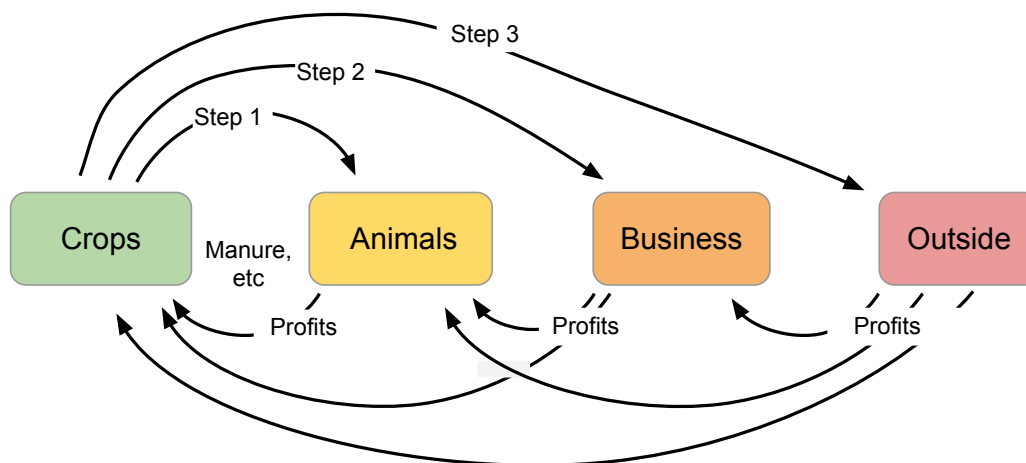 Step 3
Step 2
Step 1
Crops
Manure,
etc
Animals
Business
Outside
Profits
Profits
Profits